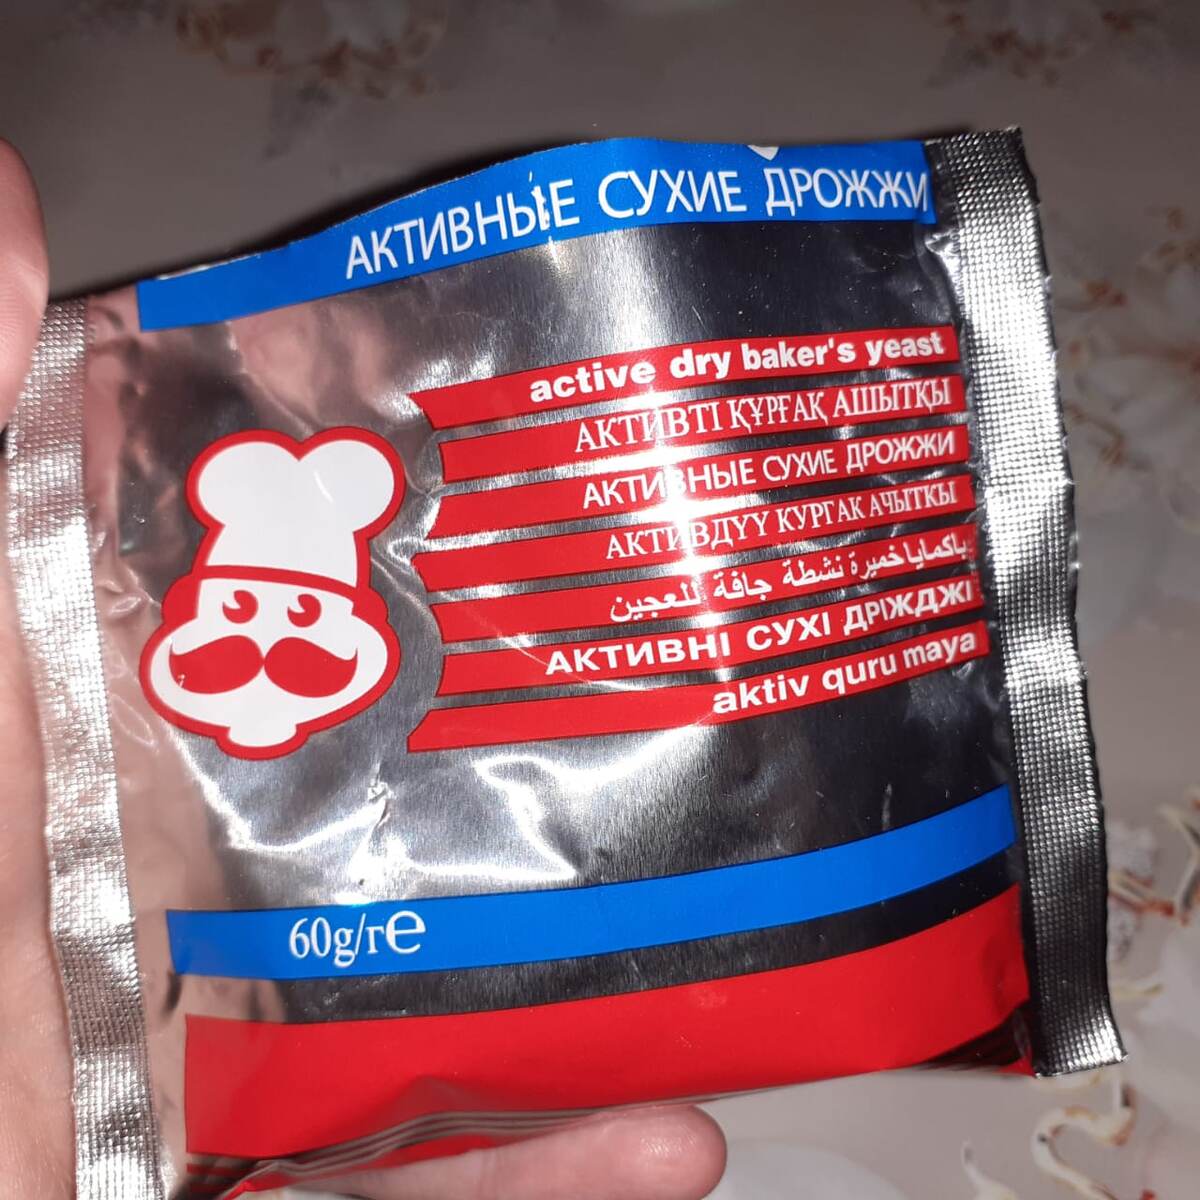 АКТИВНЫЕ СУХИЕ ДРОЖЖИ
active dry baker's yeast
АКТИВТІ ҚҰРҒАҚ АШЫТҚЫ
АКТИВНЫЕ СУХИЕ ДРОЖЖИ
АКТИВДҮҮ КУРГАК АЧЫТКЫ
باكمايا خميرة نشطة جافة للعجين
АКТИВНІ СУХІ ДРІЖДЖІ
aktiv quru maya
60g/г℮